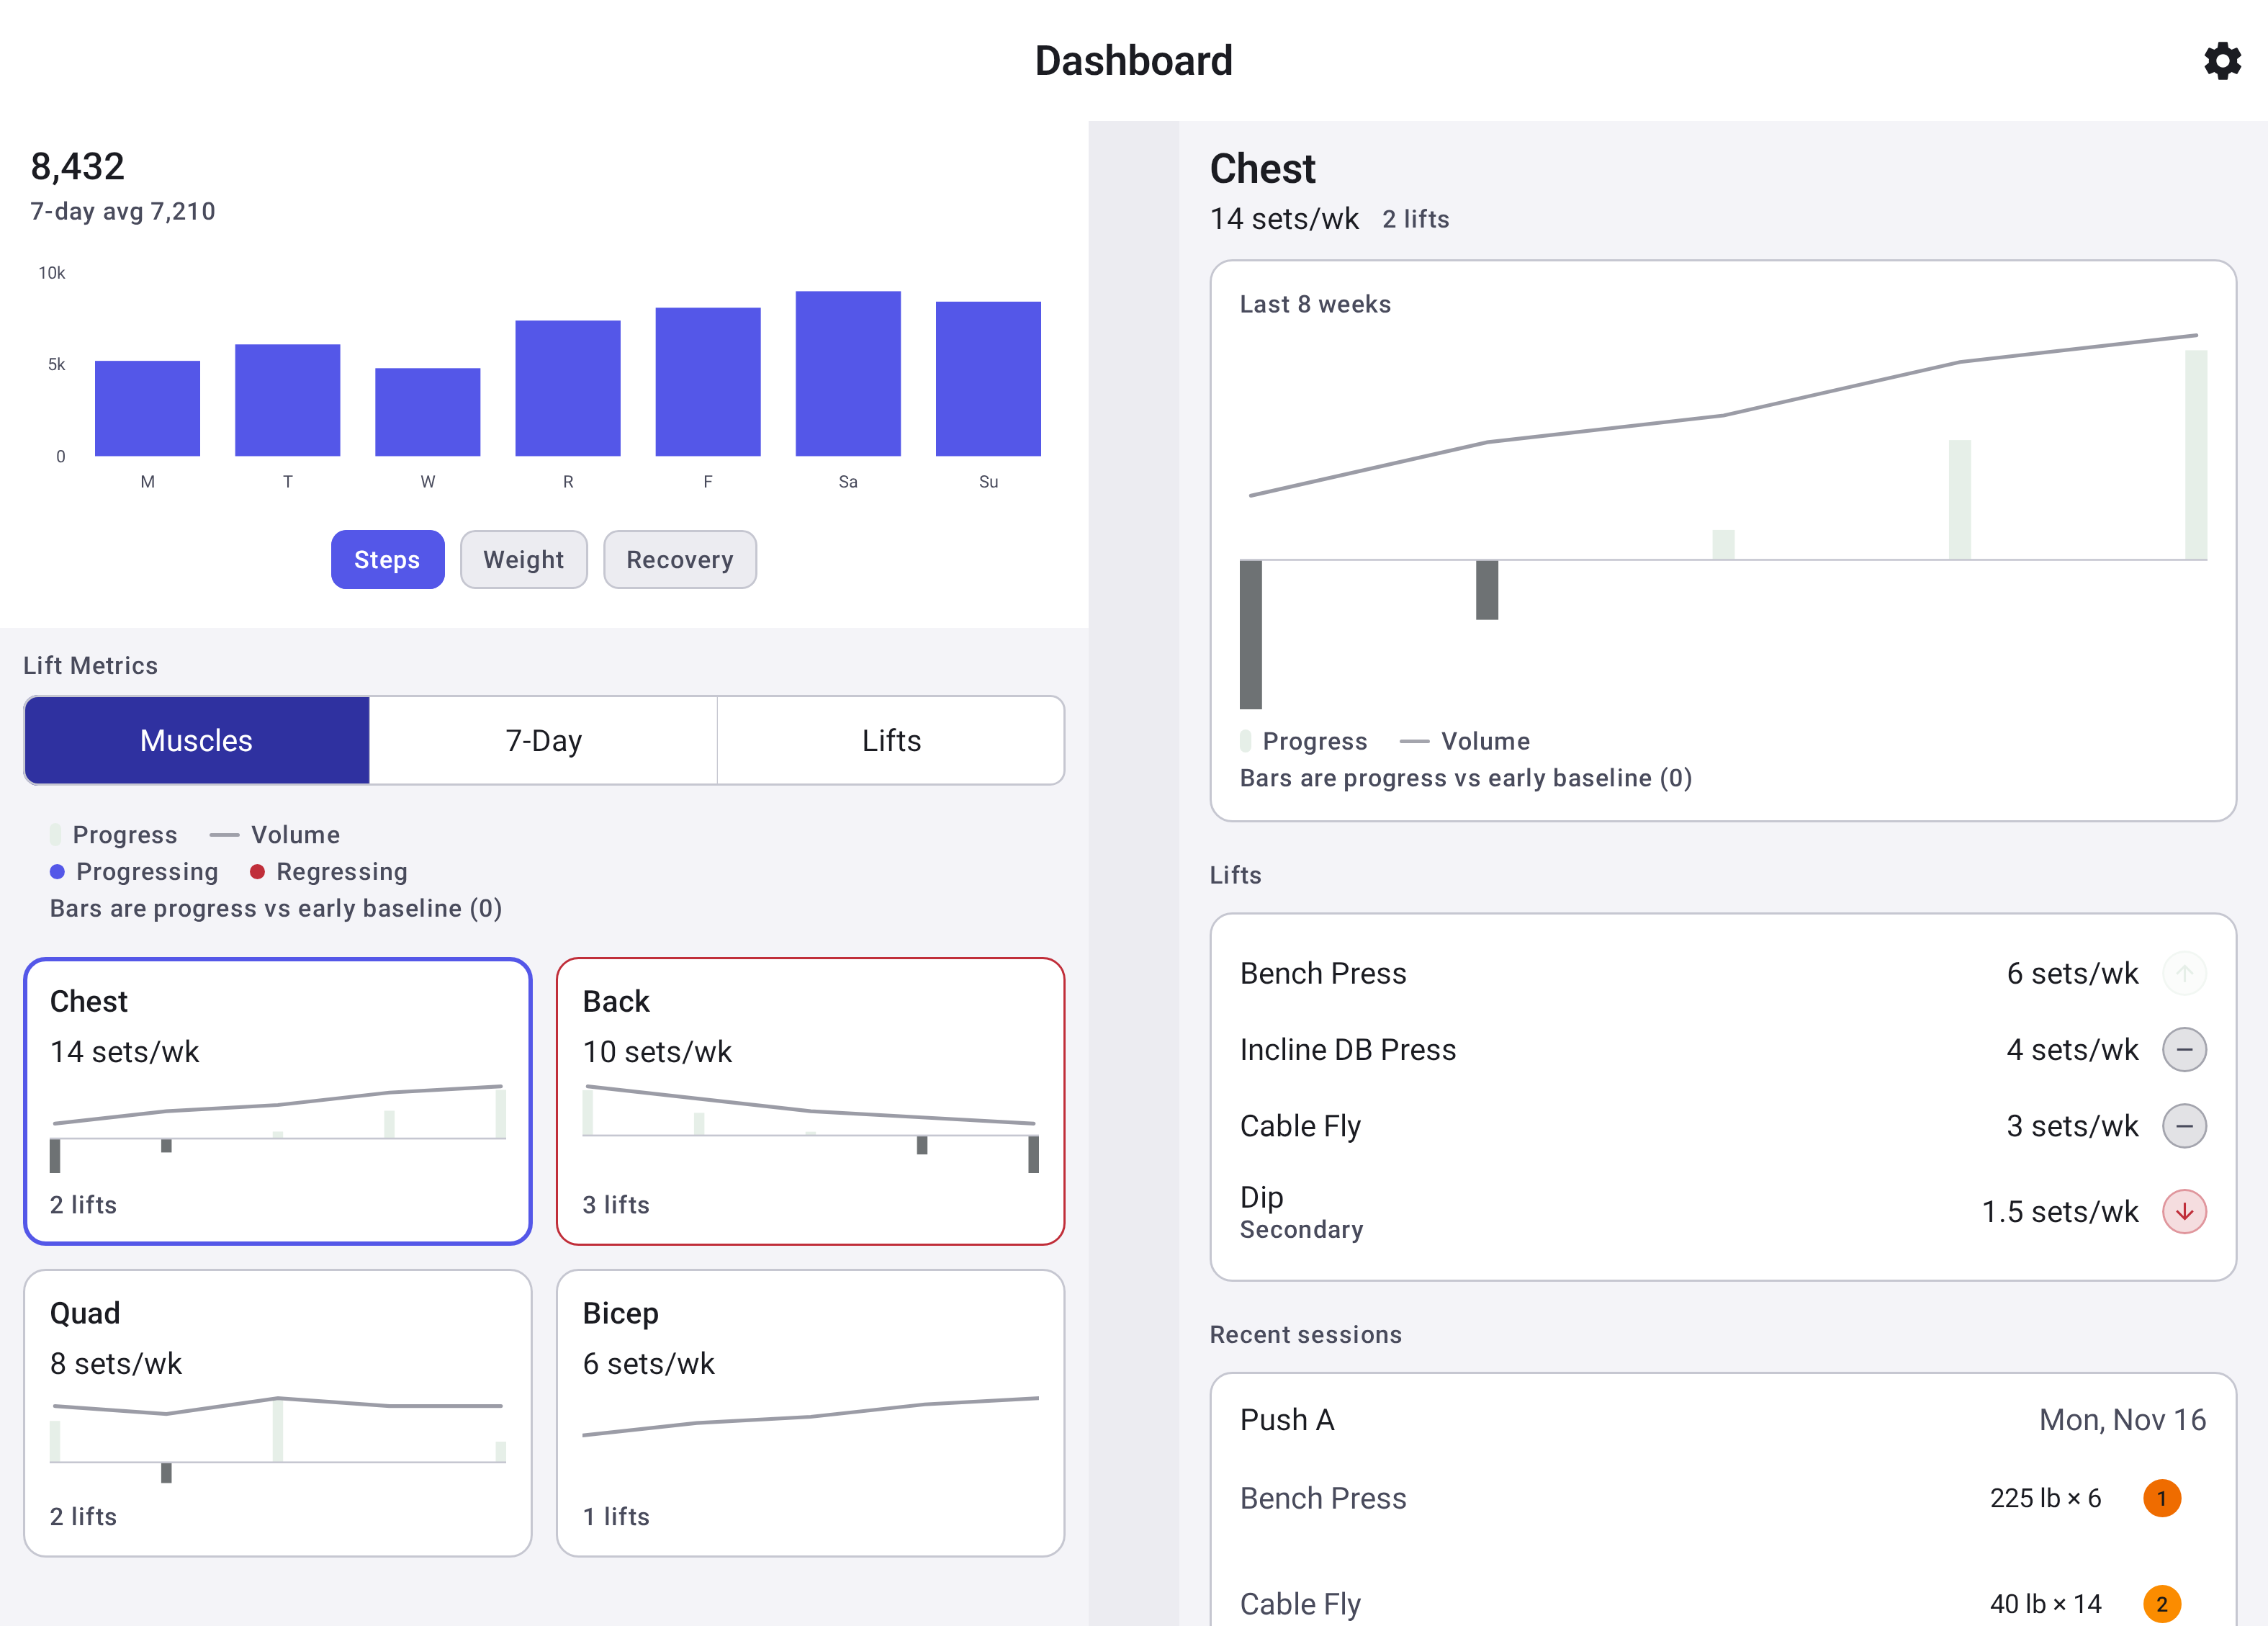 Dashboard
8,432
7-day avg 7,210
10k
5k
0
M T W R F Sa Su
Steps Weight Recovery
Lift Metrics
Muscles 7-Day Lifts
Progress Volume
Progressing Regressing
Bars are progress vs early baseline (0)
Chest
14 sets/wk
2 lifts
Back
10 sets/wk
3 lifts
Quad
8 sets/wk
2 lifts
Bicep
6 sets/wk
1 lifts
Chest
14 sets/wk 2 lifts
Last 8 weeks
Progress Volume
Bars are progress vs early baseline (0)
Lifts
Bench Press 6 sets/wk
Incline DB Press 4 sets/wk
Cable Fly 3 sets/wk
Dip 1.5 sets/wk
Secondary
Recent sessions
Push A Mon, Nov 16
Bench Press 225 lb × 6 1
Cable Fly 40 lb × 14 2